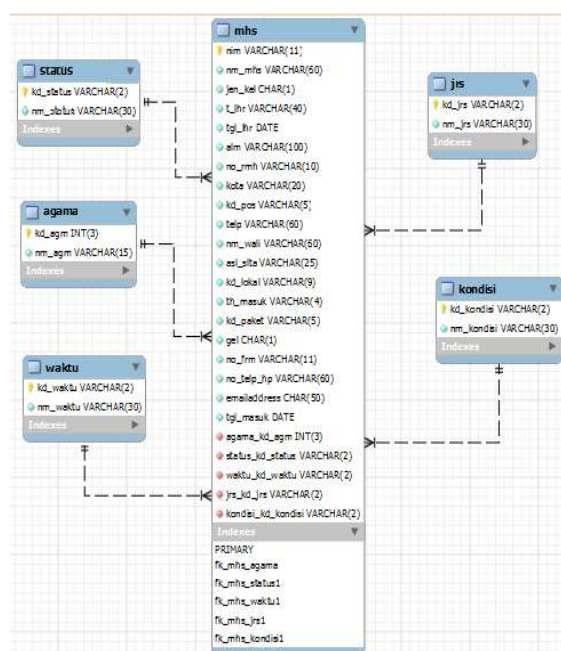 status
kd_status VARCHAR(2)
nm_status VARCHAR(30)
Indexes
agama
kd_agm INT(3)
nm_agm VARCHAR(15)
Indexes
waktu
kd_waktu VARCHAR(2)
nm_waktu VARCHAR(30)
Indexes
mhs
nim VARCHAR(11)
nm_mhs VARCHAR(60)
jen_kel CHAR(1)
t_lhr VARCHAR(40)
tgl_lhr DATE
alm VARCHAR(100)
no_rmh VARCHAR(10)
kota VARCHAR(20)
kd_pos VARCHAR(5)
telp VARCHAR(60)
nm_wali VARCHAR(60)
asl_slta VARCHAR(25)
kd_lokal VARCHAR(9)
th_masuk VARCHAR(4)
kd_paket VARCHAR(5)
gel CHAR(1)
no_frm VARCHAR(11)
no_telp_hp VARCHAR(60)
emailaddress CHAR(50)
tgl_masuk DATE
agama_kd_agm INT(3)
status_kd_status VARCHAR(2)
waktu_kd_waktu VARCHAR(2)
jrs_kd_jrs VARCHAR(2)
kondisi_kd_kondisi VARCHAR(2)
Indexes
PRIMARY
fk_mhs_agama
fk_mhs_status1
fk_mhs_waktu1
fk_mhs_jrs1
fk_mhs_kondisi1
jrs
kd_jrs VARCHAR(2)
nm_jrs VARCHAR(30)
Indexes
kondisi
kd_kondisi VARCHAR(2)
nm_kondisi VARCHAR(30)
Indexes